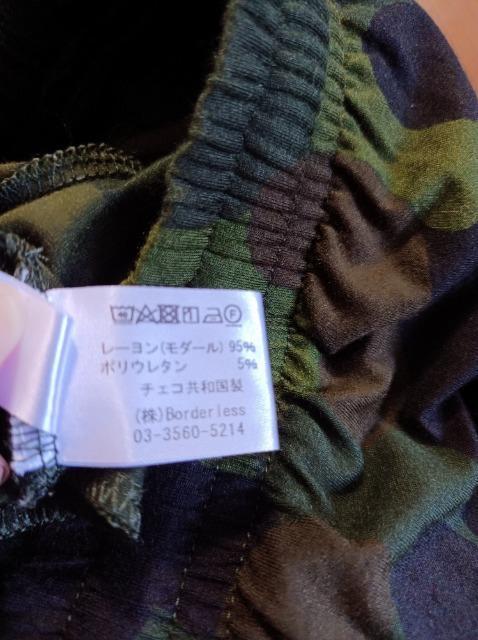 レーヨン(モダール) 95%
ポリウレタン 5%
チェコ共和国製
(株)Borderless
03-3560-5214